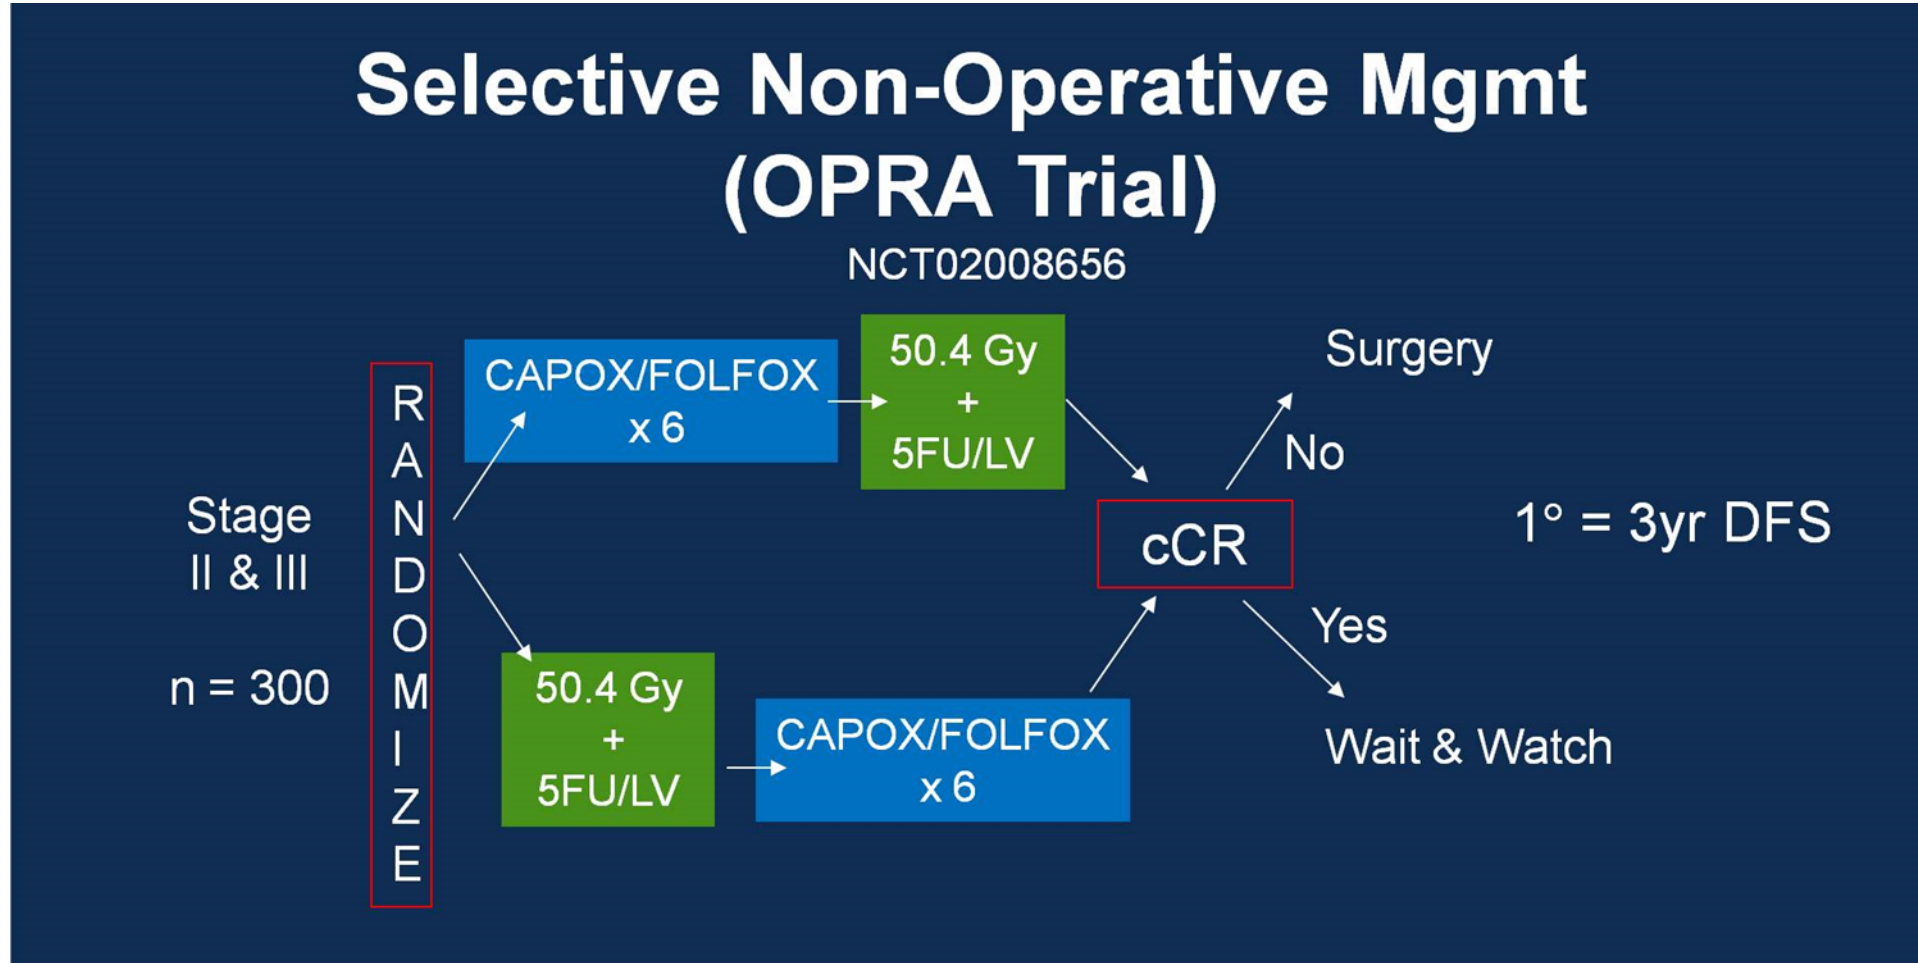 Selective Non-Operative Mgmt
(OPRA Trial)
NCT02008656
Stage
II & III
n = 300
RANDOMIZE
CAPOX/FOLFOX
x 6
50.4 Gy
+
5FU/LV
50.4 Gy
+
5FU/LV
CAPOX/FOLFOX
x 6
cCR
No
Surgery
Yes
Wait & Watch
1° = 3yr DFS